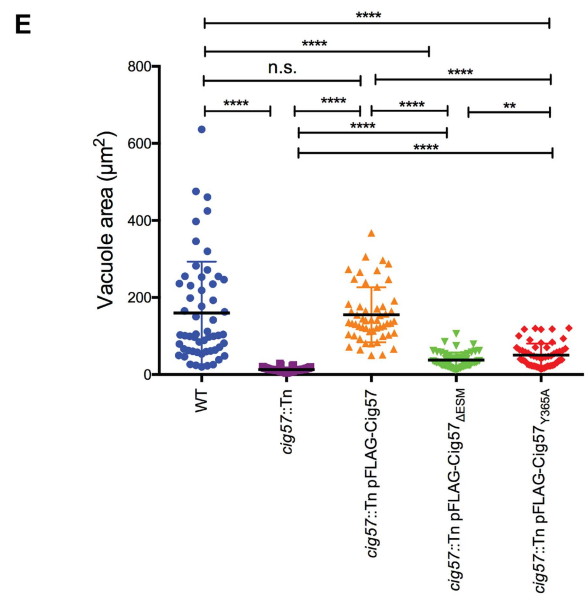 E
****
****
n.s.
****
****
****
****
**
****
****
Vacuole area (µm²)
800
600
400
200
0
WT
cig57::Tn
cig57::Tn pFLAG-Cig57
cig57::Tn pFLAG-Cig57ΔESM
cig57::Tn pFLAG-Cig57Y365A